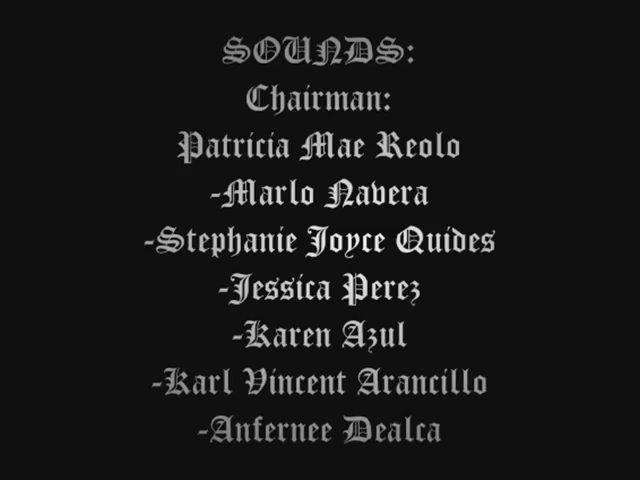 SOUNDS:
Chairman:
Patricia Mae Reolo
-Marlo Navera
-Stephanie Joyce Quides
-Jessica Perez
-Karen Azul
-Karl Vincent Arancillo
-Anfernee Dealca